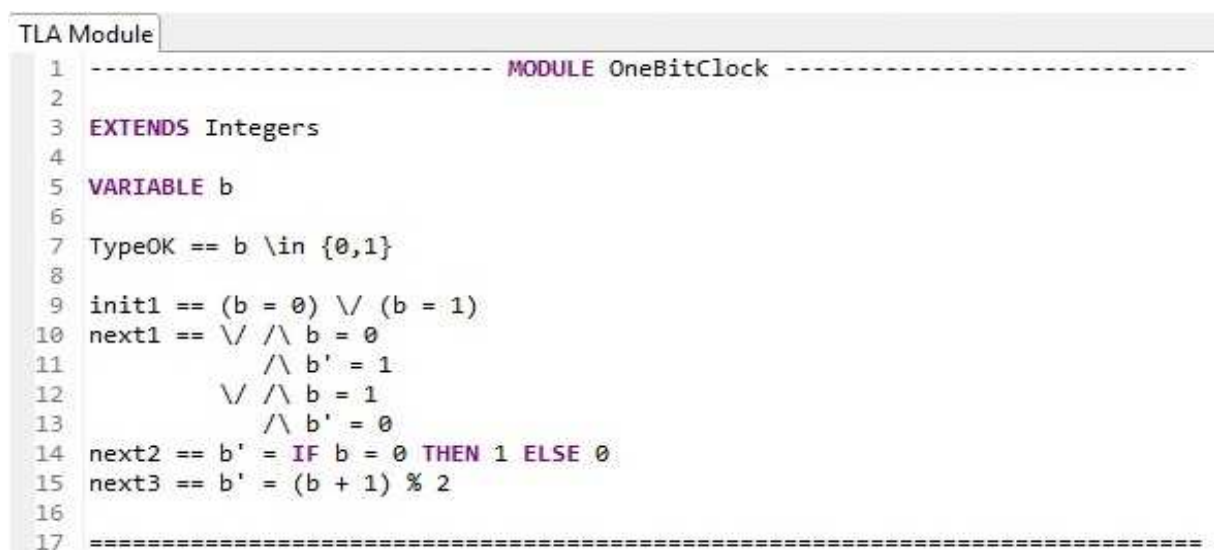 TLA Module
1 ---------------------------- MODULE OneBitClock ----------------------------
2
3 EXTENDS Integers
4
5 VARIABLE b
6
7 TypeOK == b \in {0,1}
8
9 init1 == (b = 0) \/ (b = 1)
10 next1 == \/ /\ b = 0
11             /\ b' = 1
12          \/ /\ b = 1
13             /\ b' = 0
14 next2 == b' = IF b = 0 THEN 1 ELSE 0
15 next3 == b' = (b + 1) % 2
16
17 =============================================================================